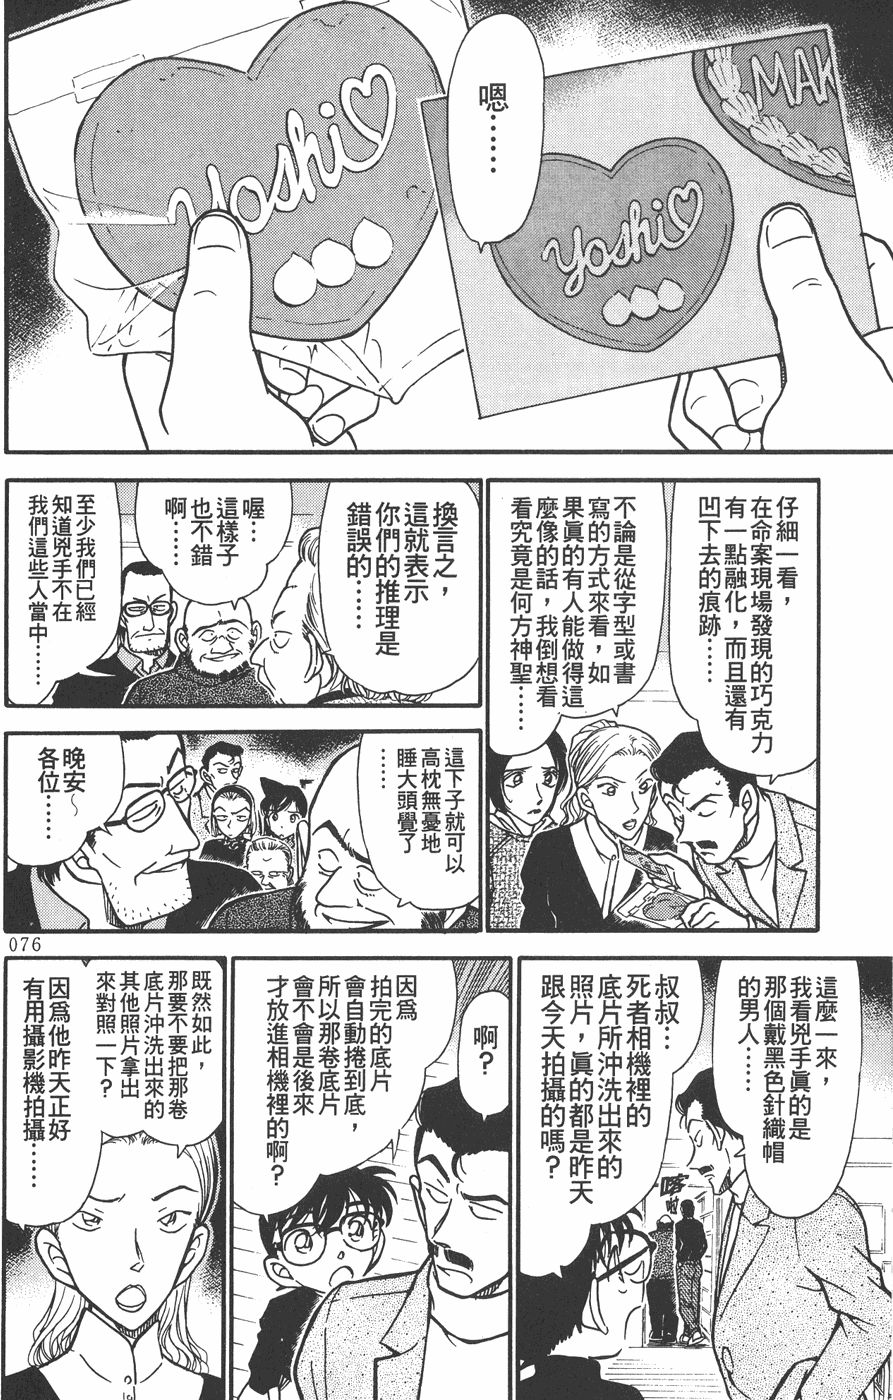 嗯……
Yoshi♡
MAK
Yoshi♡
仔細一看，
在命案現場發現的巧克力
有一點融化，而且還有
凹下去的痕跡……
不論是從字型或書
寫的方式來看，如
果真的有人能做得這
麼像的話，我倒想看
看究竟是何方神聖……
換言之，
這就表示
你們的推理是
錯誤的……
喔…
這樣子
也不錯
啊……
至少我們已經
知道兇手不在
我們這些人當中……
這下子就可以
高枕無憂地
睡大頭覺了
……
晚安~
各位……
076
這麼一來，
我看兇手真的是
那個戴黑色針織帽
的男人……
喀
啦
叔叔…
死者相機裡的
底片所沖洗出來的
照片，真的都是昨天
跟今天拍攝的嗎？
啊？
因為
拍完的底片
會自動捲到底，
所以那卷底片
會不會是後來
才放進相機裡的啊？
既然如此，
那要不要把那卷
底片沖洗出來的
其他照片拿出
來對照一下？
因為他昨天正好
有用攝影機拍攝……